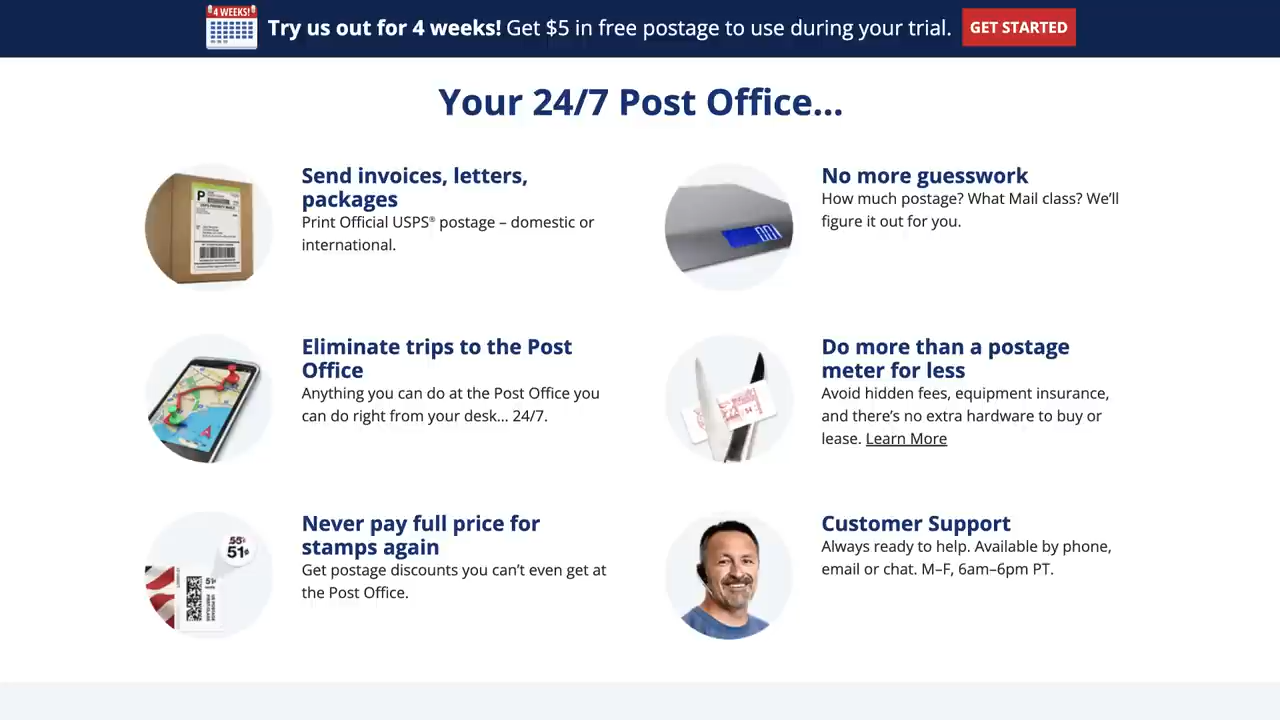 4 WEEKS!
Try us out for 4 weeks! Get $5 in free postage to use during your trial.
GET STARTED
Your 24/7 Post Office...
Send invoices, letters,
packages
Print Official USPS® postage – domestic or
international.
No more guesswork
How much postage? What Mail class? We'll
figure it out for you.
P
Eliminate trips to the Post
Office
Anything you can do at the Post Office you
can do right from your desk... 24/7.
Do more than a postage
meter for less
Avoid hidden fees, equipment insurance,
and there's no extra hardware to buy or
lease. Learn More
Never pay full price for
stamps again
Get postage discounts you can't even get at
the Post Office.
55¢
51¢
51¢
Customer Support
Always ready to help. Available by phone,
email or chat. M–F, 6am–6pm PT.